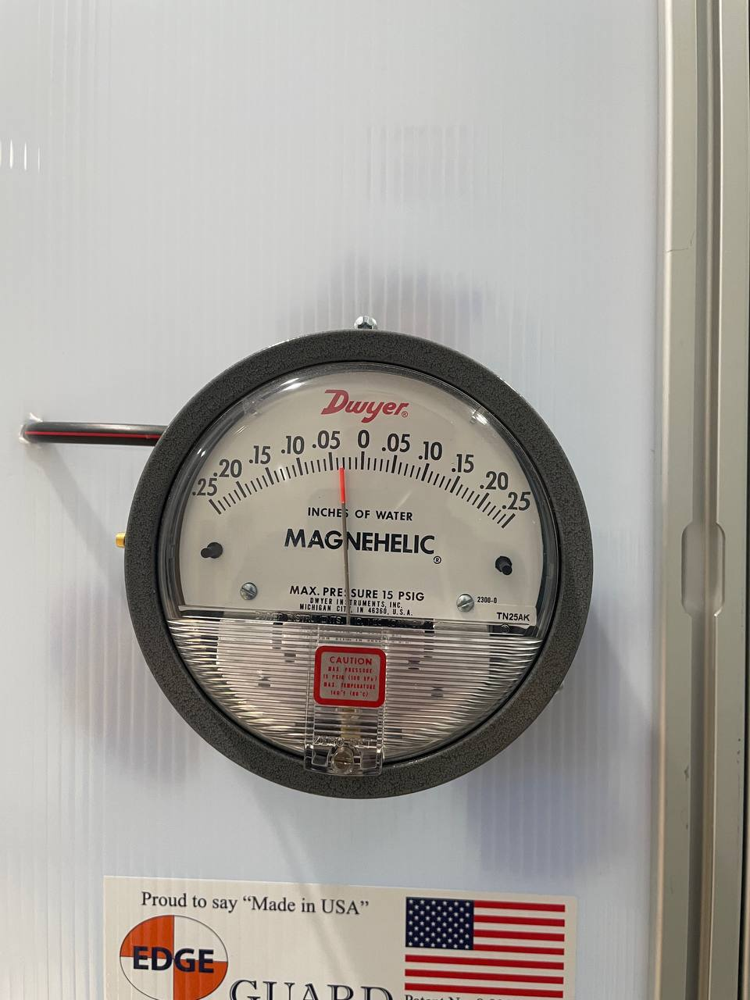 Dwyer®
.25 .20 .15 .10 .05 0 .05 .10 .15 .20 .25
INCHES OF WATER
MAGNEHELIC®
MAX. PRESSURE 15 PSIG
DWYER INSTRUMENTS, INC.
MICHIGAN CITY, IN 46360, U.S.A.
2300-0
TN25AK
CAUTION
MAX. PRESSURE
15 PSIG (100 kPa)
MAX. TEMPERATURE
140°F (60°C)
ZERO SET
Proud to say “Made in USA”
EDGE
GUARD
Patent No.